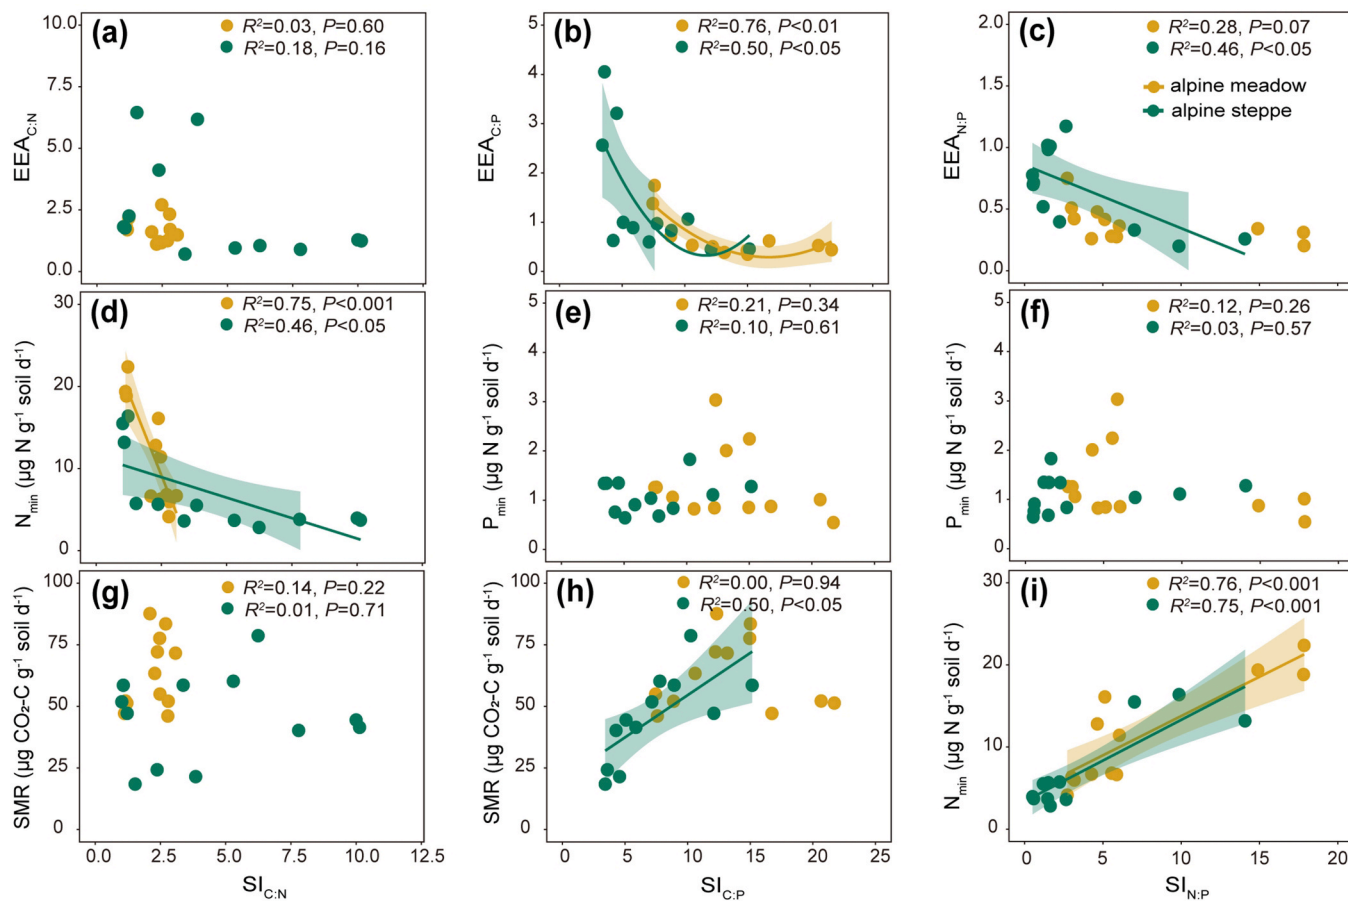 (a)
R²=0.03, P=0.60
R²=0.18, P=0.16
10.0
7.5
5.0
2.5
0.0
EEA C:N
(b)
R²=0.76, P<0.01
R²=0.50, P<0.05
5
4
3
2
1
0
EEA C:P
(c)
R²=0.28, P=0.07
R²=0.46, P<0.05
alpine meadow
alpine steppe
2.0
1.5
1.0
0.5
0.0
EEA N:P
(d)
R²=0.75, P<0.001
R²=0.46, P<0.05
30
20
10
0
N min (µg N g⁻¹ soil d⁻¹)
(e)
R²=0.21, P=0.34
R²=0.10, P=0.61
5
4
3
2
1
0
P min (µg N g⁻¹ soil d⁻¹)
(f)
R²=0.12, P=0.26
R²=0.03, P=0.57
5
4
3
2
1
0
P min (µg N g⁻¹ soil d⁻¹)
(g)
R²=0.14, P=0.22
R²=0.01, P=0.71
100
75
50
25
0
SMR (µg CO₂-C g⁻¹ soil d⁻¹)
0.0 2.5 5.0 7.5 10.0 12.5
SI C:N
(h)
R²=0.00, P=0.94
R²=0.50, P<0.05
100
75
50
25
0
SMR (µg CO₂-C g⁻¹ soil d⁻¹)
0 5 10 15 20 25
SI C:P
(i)
R²=0.76, P<0.001
R²=0.75, P<0.001
30
20
10
0
N min (µg N g⁻¹ soil d⁻¹)
0 5 10 15 20
SI N:P